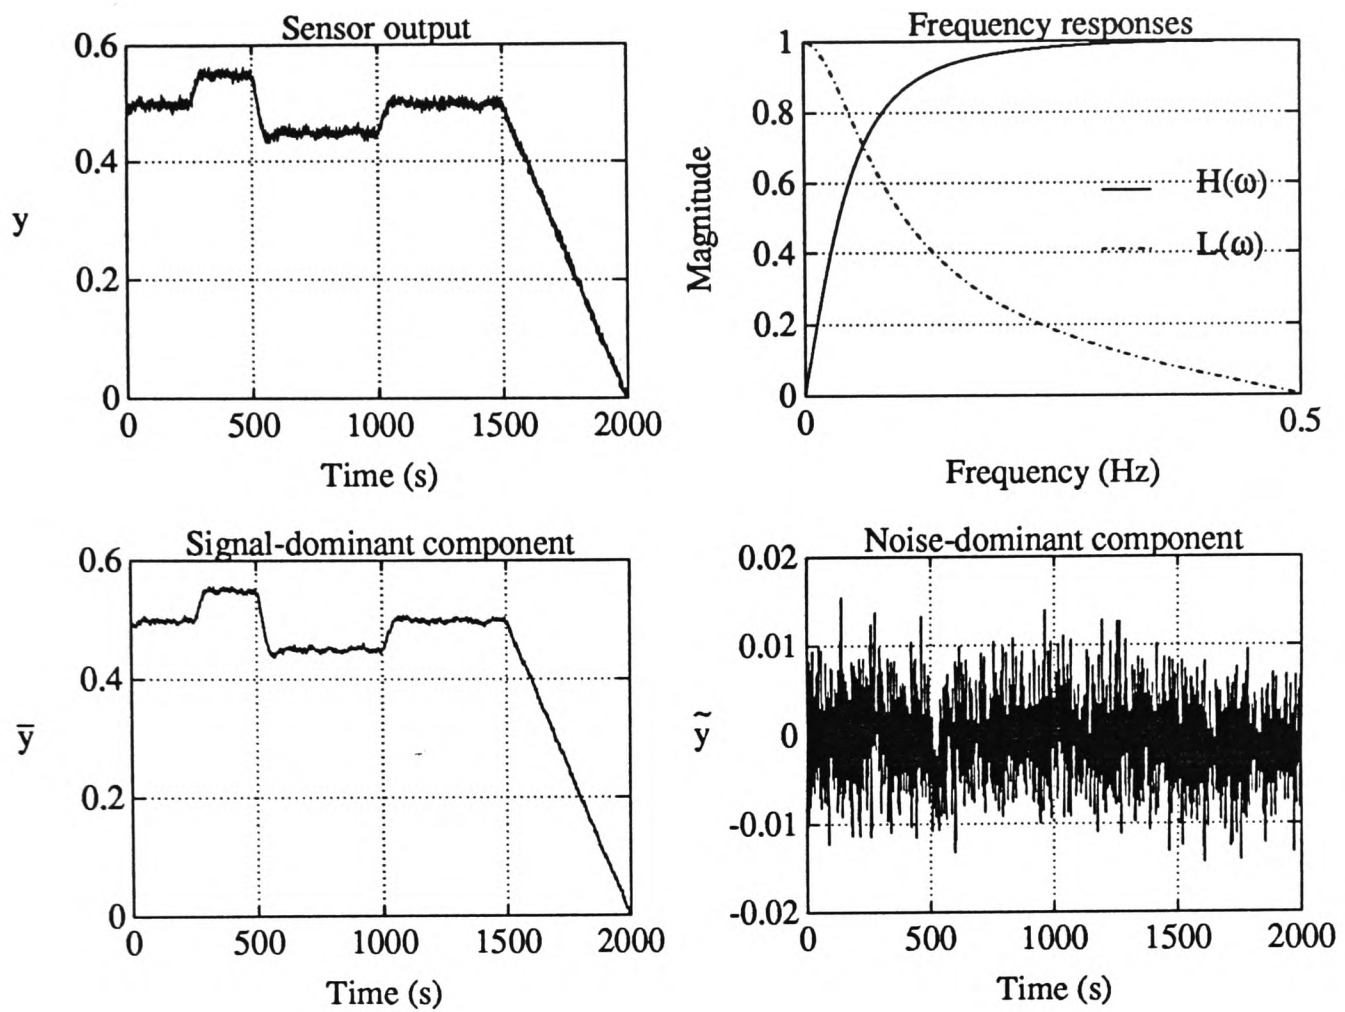 Sensor output
0.6
0.4
0.2
0
y
0 500 1000 1500 2000
Time (s)
Frequency responses
1
0.8
0.6
0.4
0.2
0
Magnitude
H(ω)
L(ω)
0 0.5
Frequency (Hz)
Signal-dominant component
0.6
0.4
0.2
0
ȳ
0 500 1000 1500 2000
Time (s)
Noise-dominant component
0.02
0.01
0
-0.01
-0.02
ỹ
0 500 1000 1500 2000
Time (s)